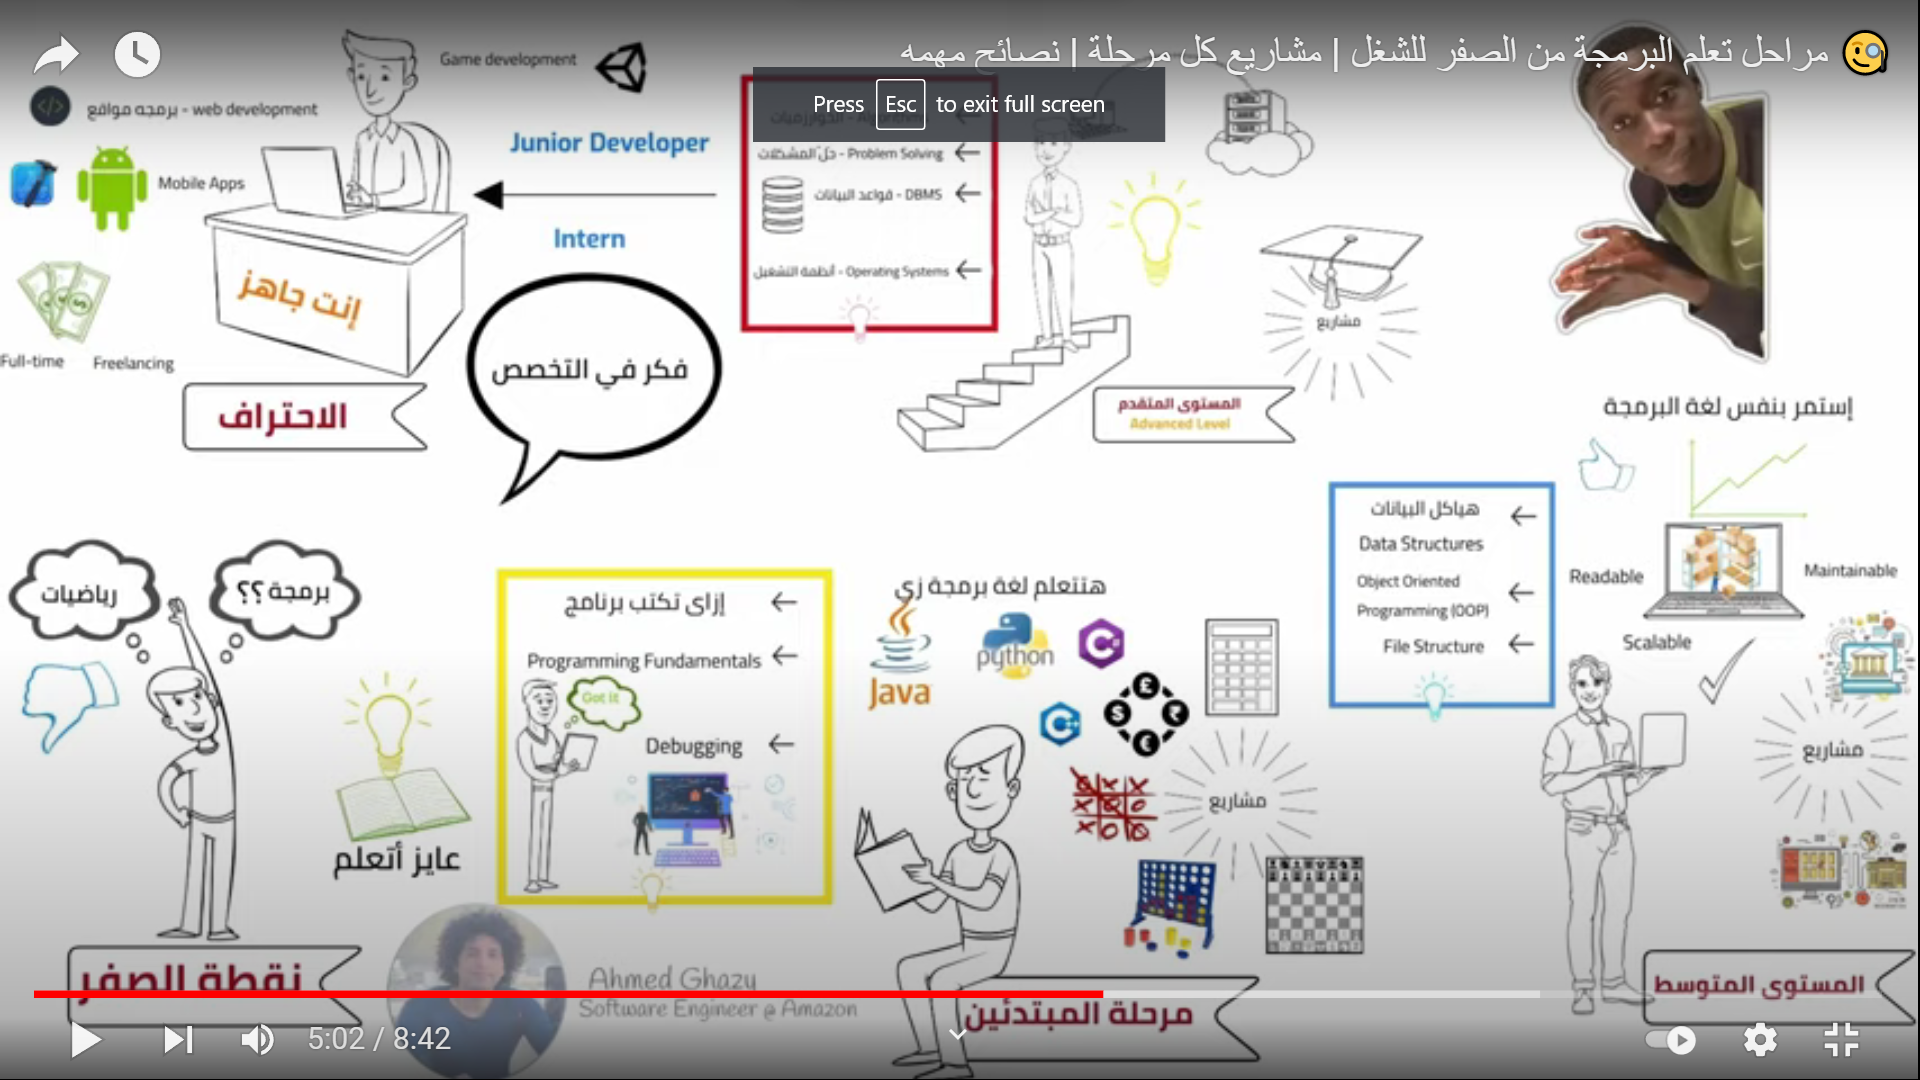 مراحل تعلم البرمجة من الصفر للشغل | مشاريع كل مرحلة | نصائح مهمه
Press Esc to exit full screen
Game development
برمجه مواقع - web development
Mobile Apps
Full-time
Freelancing
إنت جاهز
الاحتراف
Junior Developer
Intern
فكر في التخصص
الخوارزميات - Algorithms
حل المشكلات - Problem Solving
قواعد البيانات - DBMS
أنظمة التشغيل - Operating Systems
مشاريع
المستوى المتقدم
Advanced Level
إستمر بنفس لغة البرمجة
هياكل البيانات
Data Structures
Object Oriented
Programming (OOP)
File Structure
Readable
Maintainable
Scalable
مشاريع
المستوى المتوسط
رياضيات
برمجة ؟؟
عايز أتعلم
نقطة الصفر
إزاى تكتب برنامج
Programming Fundamentals
Got it
Debugging
هتتعلم لغة برمجة زي
Java
python
مشاريع
مرحلة المبتدئين
Ahmed Ghazy
Software Engineer @ Amazon
5:02 / 8:42